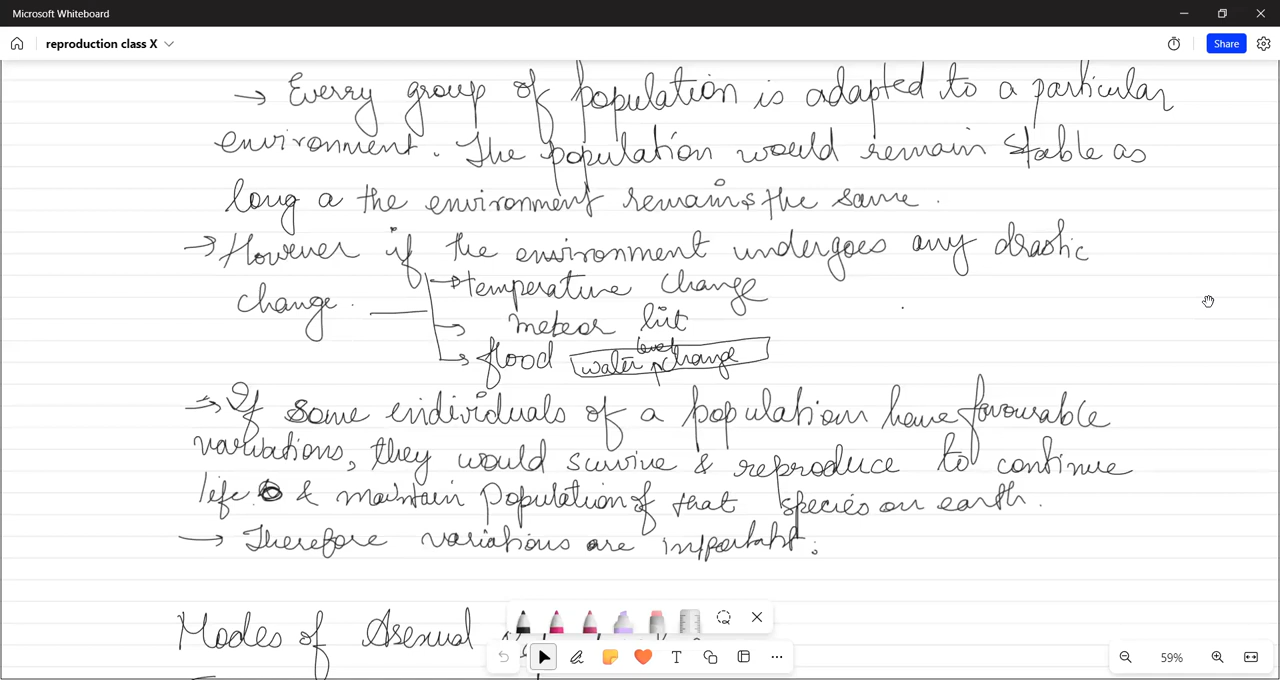 Microsoft Whiteboard
reproduction class X
Share
→ Everry group of population is adapted to a particular
environment. The population would remain stable as
long a the environment remains the same.
→ However if the environment undergoes any drastic
change. → temperature change
→ meteor hit
→ flood water level change
→ If some individuals of a population have favourable
variations, they would survive & reproduce to continue
life & maintain population of that species on earth.
→ Therefore variations are important.
Modes of Asexual
59%